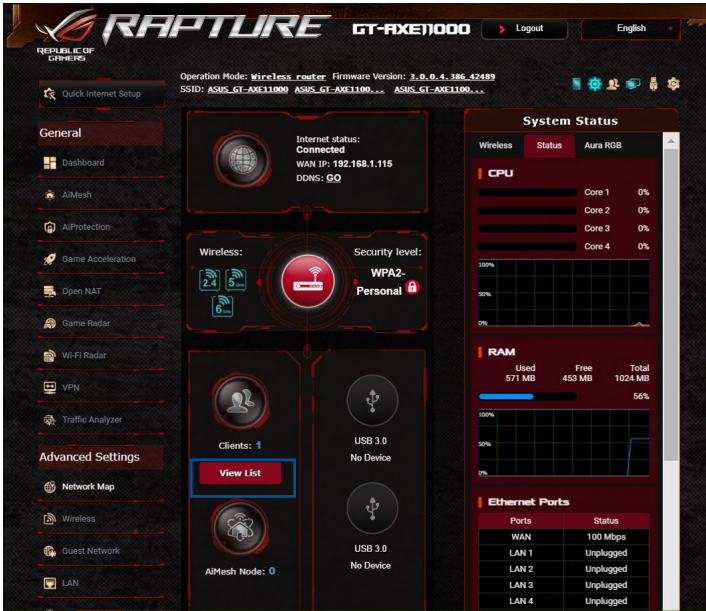 REPUBLIC OF
GAMERS
RAPTURE
GT-AXE11000
Logout
English
Quick Internet Setup
General
Dashboard
AiMesh
AiProtection
Game Acceleration
Open NAT
Game Radar
Wi-Fi Radar
VPN
Traffic Analyzer
Advanced Settings
Network Map
Wireless
Guest Network
LAN
Operation Mode: Wireless router Firmware Version: 3.0.0.4.386_42489
SSID: ASUS_GT-AXE11000 ASUS_GT-AXE1100... ASUS_GT-AXE1100...
Internet status:
Connected
WAN IP: 192.168.1.115
DDNS: GO
Wireless:
2.4
5
6
Security level:
WPA2-
Personal
Clients: 1
View List
AiMesh Node: 0
USB 3.0
No Device
USB 3.0
No Device
System Status
Wireless Status Aura RGB
CPU
Core 1 0%
Core 2 0%
Core 3 0%
Core 4 0%
100%
50%
0%
RAM
Used Free Total
571 MB 453 MB 1024 MB
56%
100%
50%
0%
Ethernet Ports
Ports Status
WAN 100 Mbps
LAN 1 Unplugged
LAN 2 Unplugged
LAN 3 Unplugged
LAN 4 Unplugged